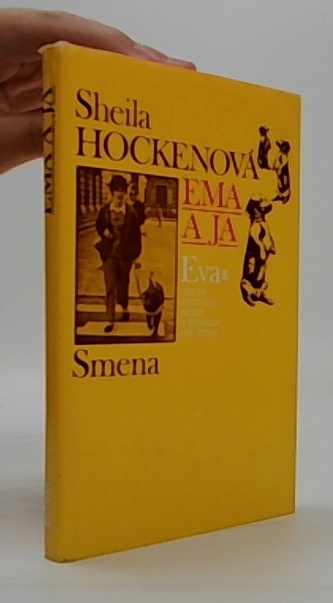 Sheila
HOCKENOVÁ
EMA
A JA
Eva
Smena
EMA A JA